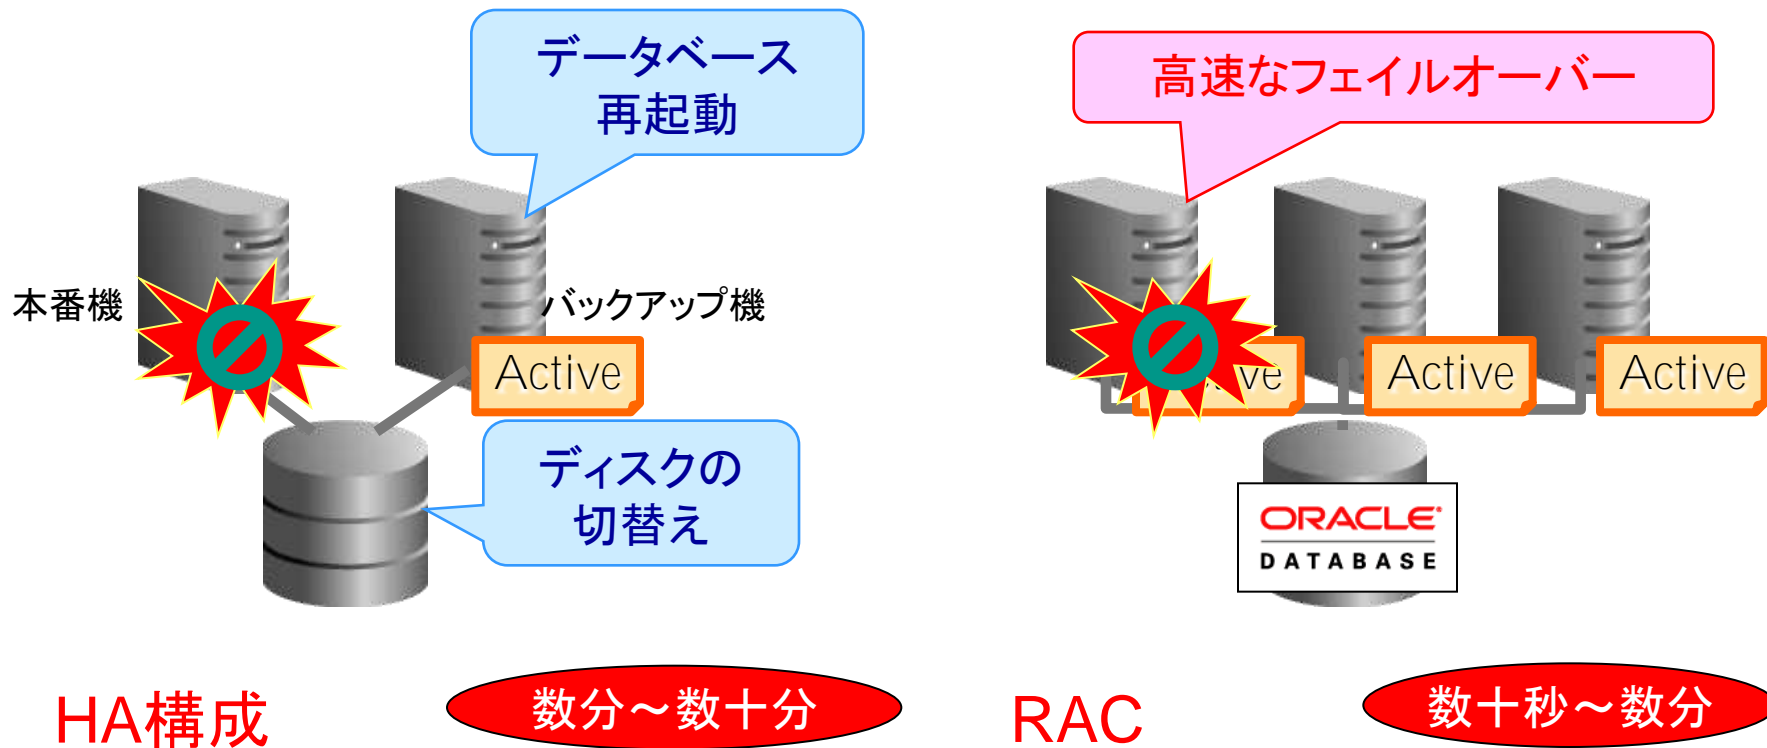 データベース
再起動
高速なフェイルオーバー
本番機
バックアップ機
Active
Active
Active
ディスクの
切替え
ORACLE
DATABASE
HA構成
数分～数十分
RAC
数十秒～数分